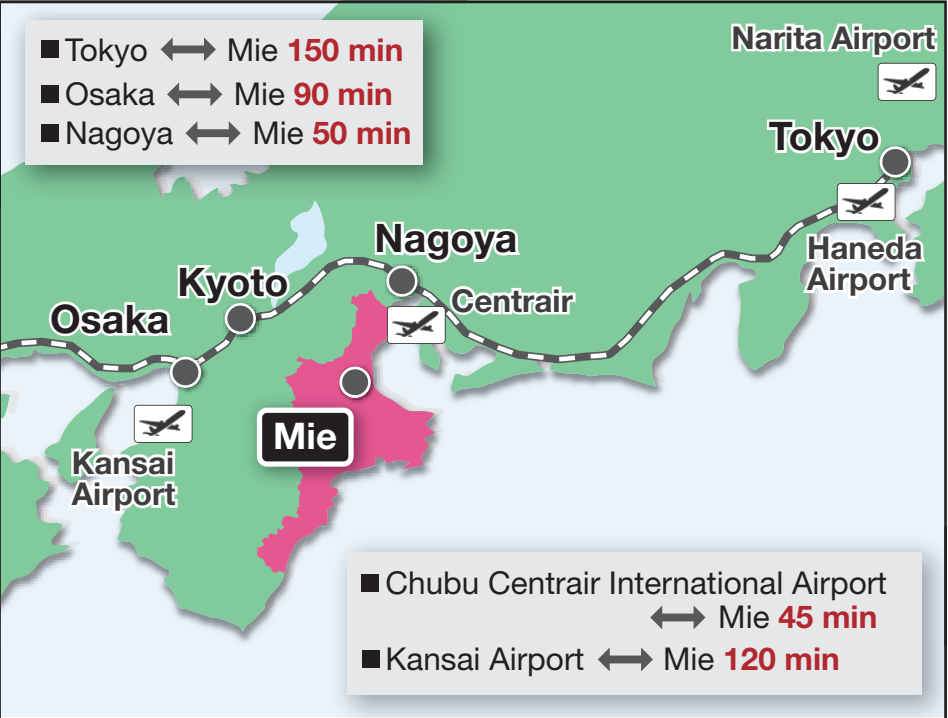 ■ Tokyo ⟷ Mie 150 min
■ Osaka ⟷ Mie 90 min
■ Nagoya ⟷ Mie 50 min
Narita Airport
Tokyo
Haneda
Airport
Nagoya
Centrair
Kyoto
Osaka
Mie
Kansai
Airport
■ Chubu Centrair International Airport
⟷ Mie 45 min
■ Kansai Airport ⟷ Mie 120 min